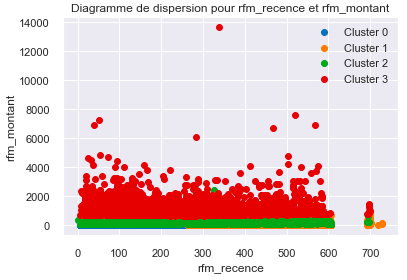 Diagramme de dispersion pour rfm_recence et rfm_montant
14000
12000
10000
8000
6000
4000
2000
0
rfm_montant
Cluster 0
Cluster 1
Cluster 2
Cluster 3
0 100 200 300 400 500 600 700
rfm_recence